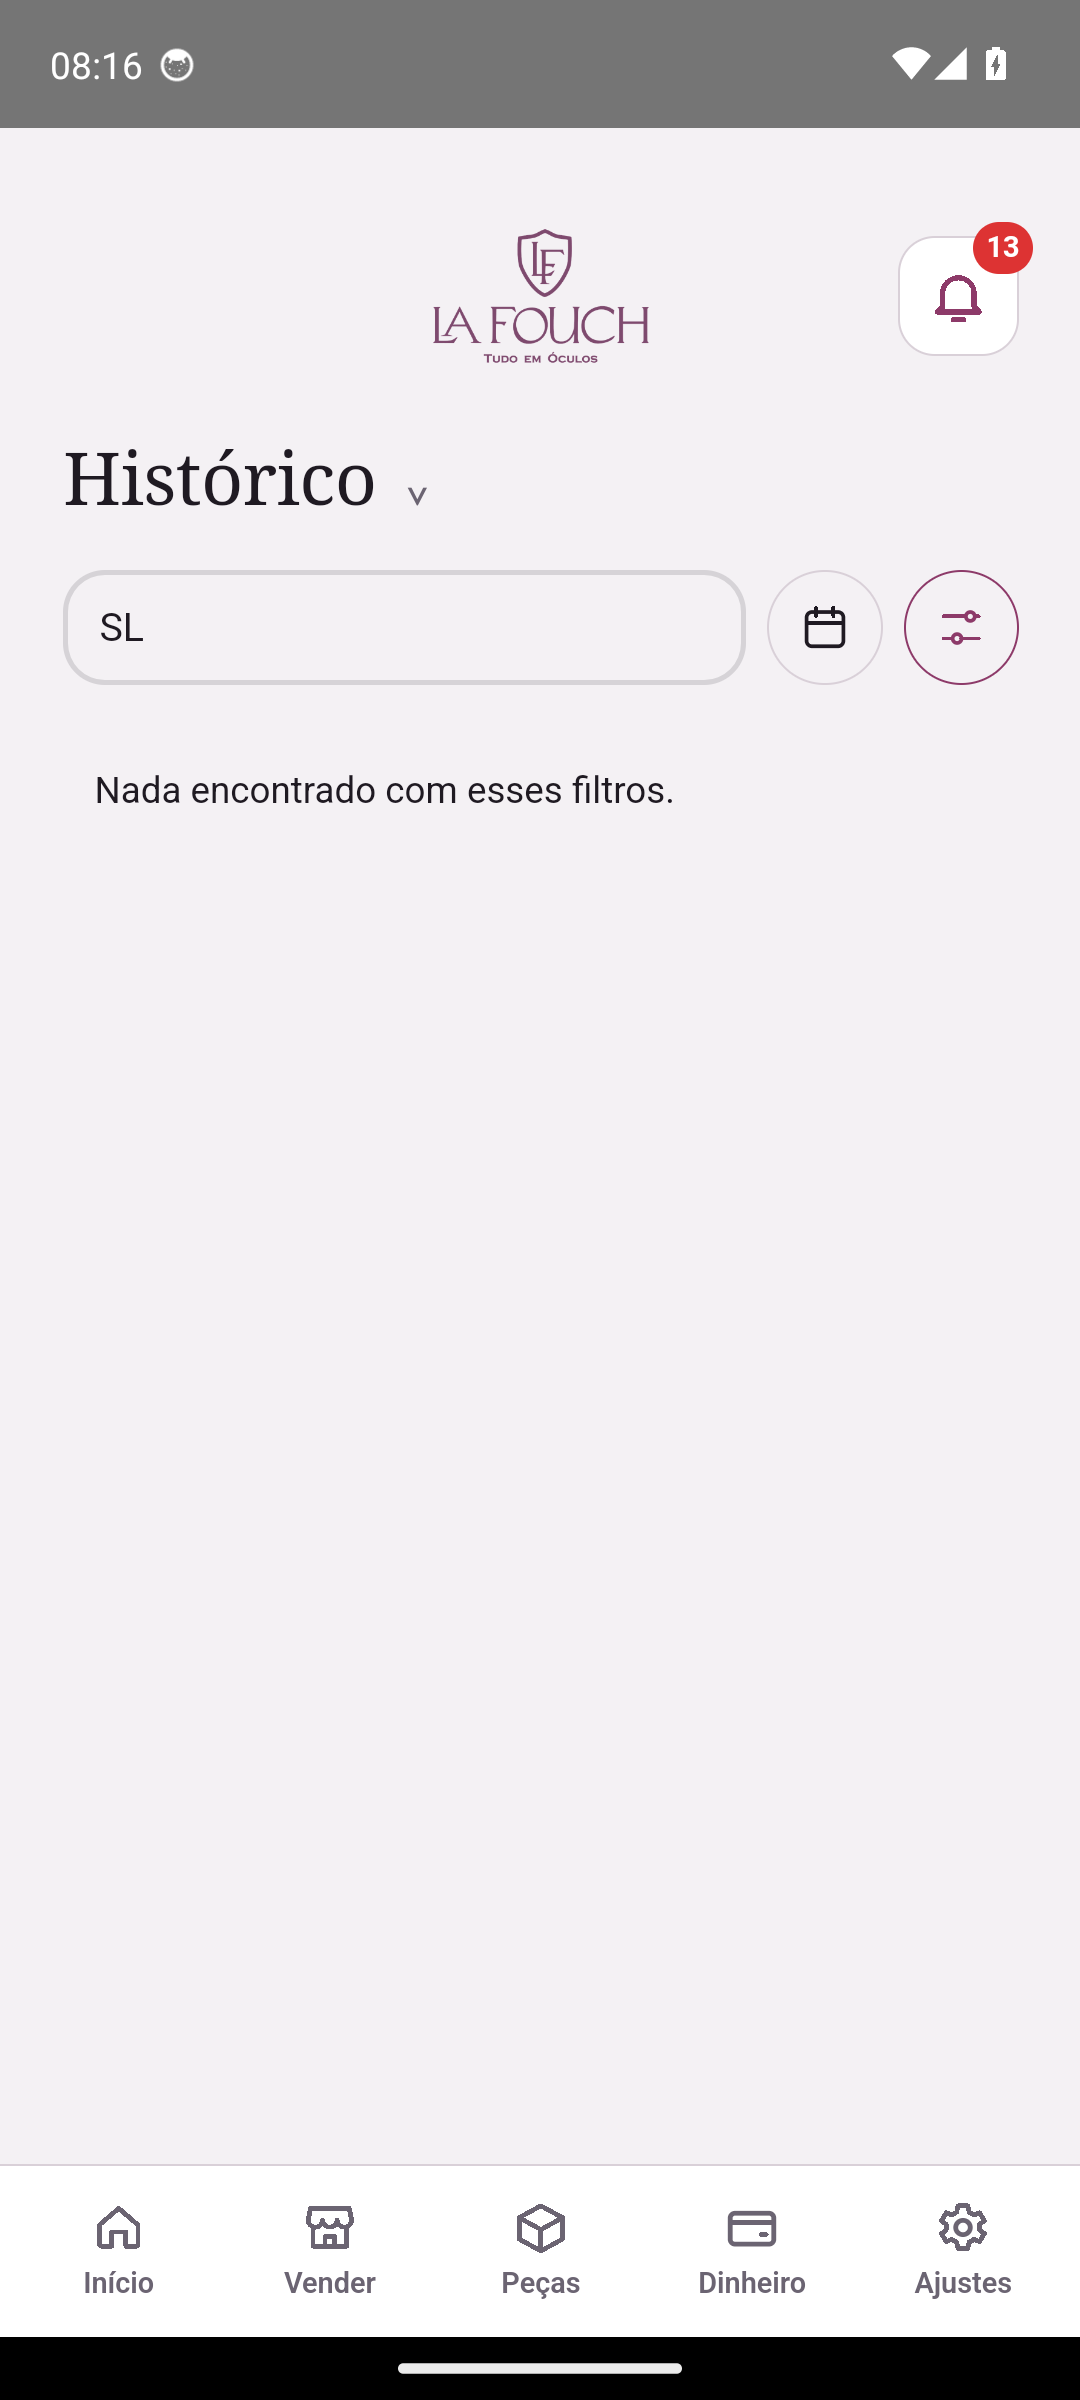 08:16
LF
LA FOUCH
TUDO EM ÓCULOS
13
Histórico
SL
Nada encontrado com esses filtros.
Início
Vender
Peças
Dinheiro
Ajustes